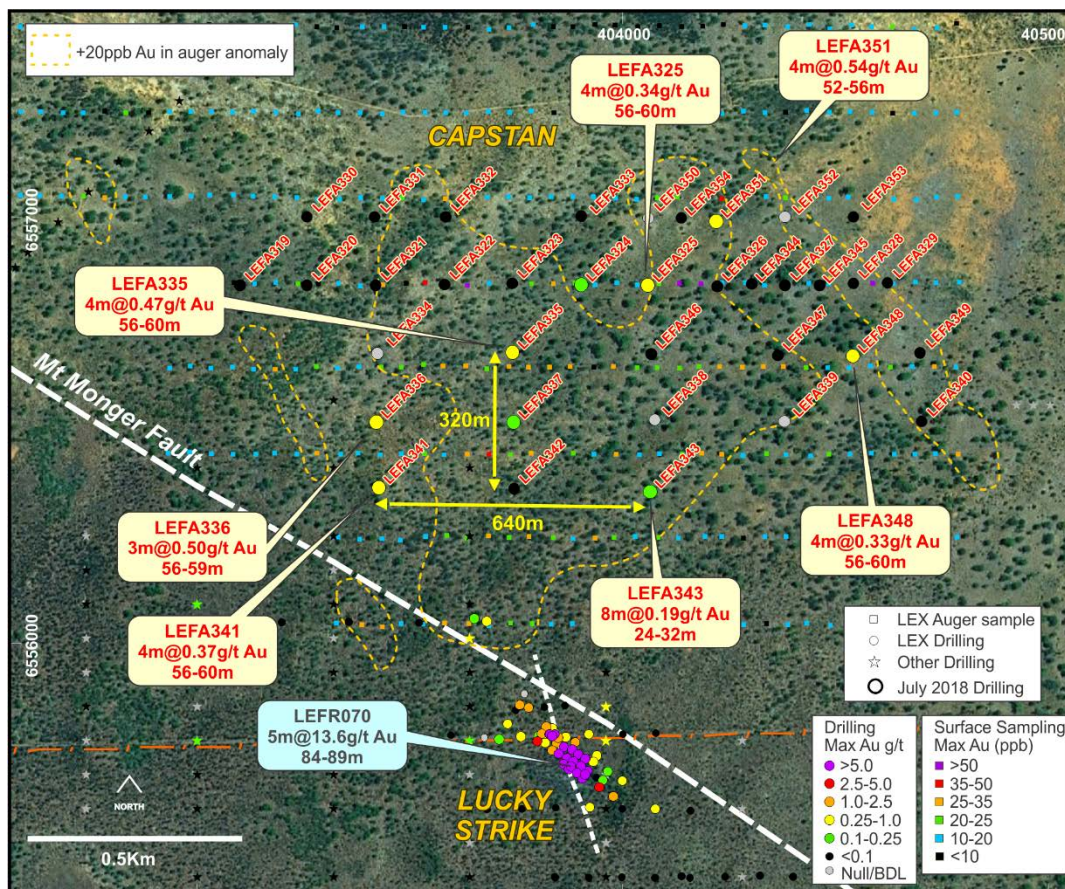 +20ppb Au in auger anomaly
404000
40500
LEFA351
4m@0.54g/t Au
52-56m
LEFA325
4m@0.34g/t Au
56-60m
CAPSTAN
6557000
LEFA330
LEFA331
LEFA332
LEFA333
LEFA350
LEFA354
LEFA351
LEFA352
LEFA353
LEFA319
LEFA320
LEFA321
LEFA322
LEFA323
LEFA324
LEFA325
LEFA326
LEFA344
LEFA327
LEFA345
LEFA328
LEFA329
LEFA335
4m@0.47g/t Au
56-60m
LEFA334
LEFA335
LEFA346
LEFA347
LEFA348
LEFA349
Mt Monger Fault
LEFA336
LEFA337
LEFA338
LEFA339
LEFA340
320m
LEFA341
LEFA342
LEFA343
640m
LEFA336
3m@0.50g/t Au
56-59m
LEFA348
4m@0.33g/t Au
56-60m
LEFA343
8m@0.19g/t Au
24-32m
LEFA341
4m@0.37g/t Au
56-60m
6556000
LEX Auger sample
LEX Drilling
Other Drilling
July 2018 Drilling
LEFR070
5m@13.6g/t Au
84-89m
NORTH
LUCKY
STRIKE
0.5Km
Drilling
Max Au g/t
>5.0
2.5-5.0
1.0-2.5
0.25-1.0
0.1-0.25
<0.1
Null/BDL
Surface Sampling
Max Au (ppb)
>50
35-50
25-35
20-25
10-20
<10